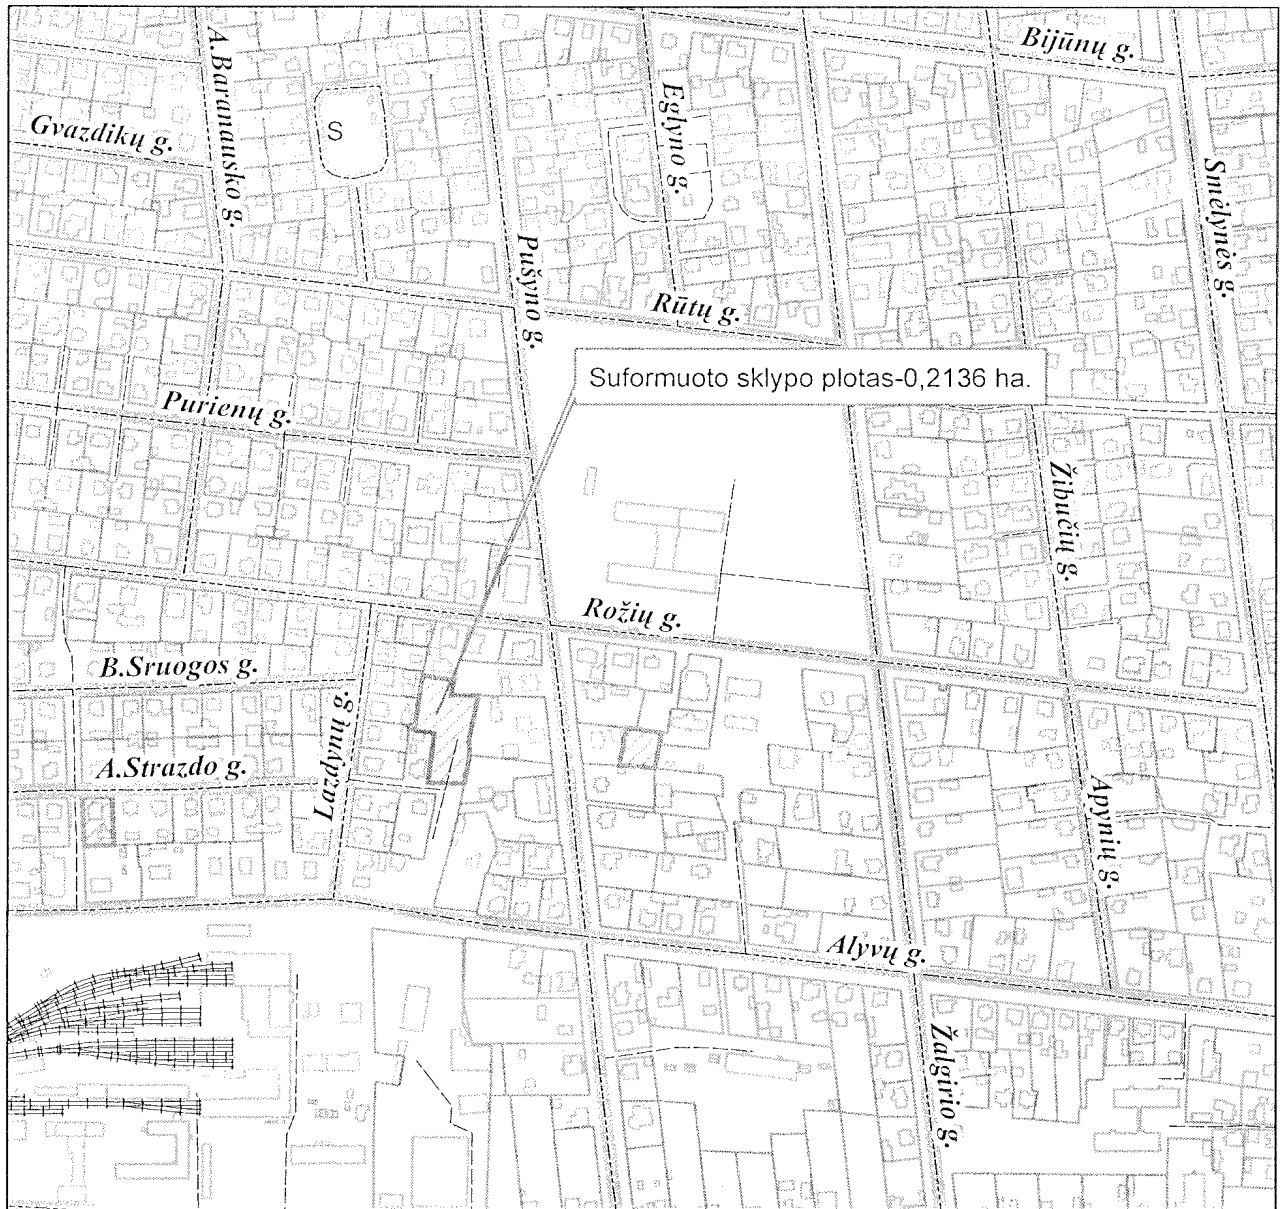 Bijūnų g.
A.Baranausko g.
Eglyno g.
S
Gvazdikų g.
Smėlynės g.
Pušyno g.
Rūtų g.
Suformuoto sklypo plotas-0,2136 ha.
Purienų g.
Žibučių g.
Rožių g.
B.Sruogos g.
Lazdynų g.
A.Strazdo g.
Apynių g.
Alyvų g.
Žalgirio g.